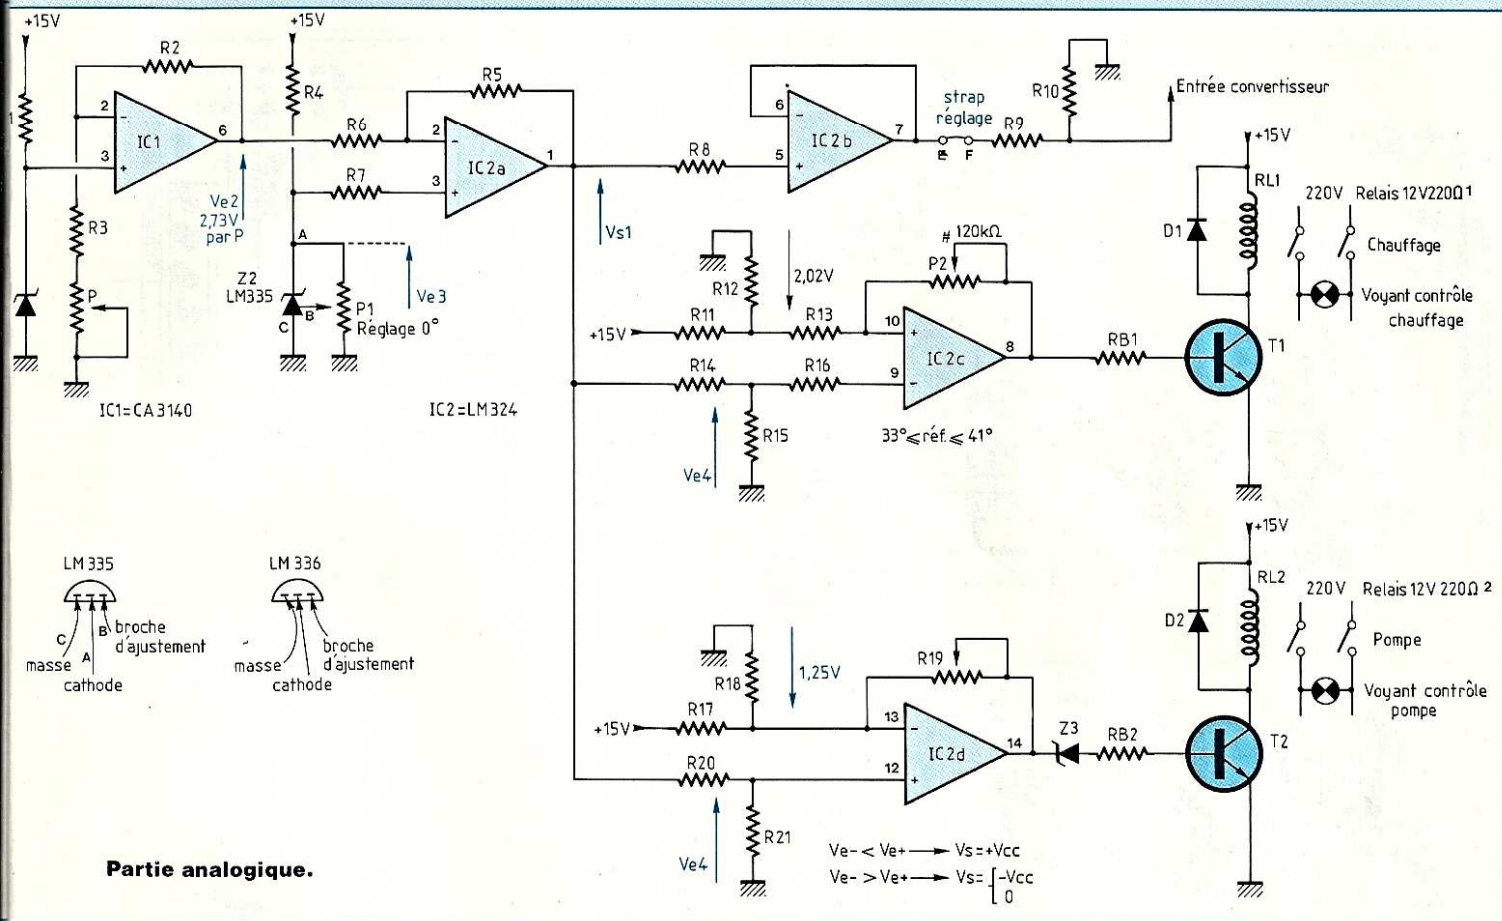 +15V
+15V
R2
R4
R5
R10
Entrée convertisseur
strap
réglage
2
6
IC1
3
R6
2
IC2a
1
3
R7
R8
6
7
IC2b
5
E
F
R9
+15V
RL1
220V
Relais 12V220Ω 1
D1
Chauffage
Voyant contrôle
chauffage
Ve2
2,73V
par P
Vs1
R3
A
Z2
LM335
B
C
P1
Réglage 0°
Ve3
P
R12
2,02V
# 120kΩ
P2
+15V
R11
R13
10
IC2c
8
9
R14
R16
RB1
T1
IC1=CA3140
IC2=LM324
R15
Ve4
33°⩽réf.⩽41°
+15V
RL2
220V
Relais 12V 220Ω 2
D2
Pompe
Voyant contrôle
pompe
LM335
LM336
C
B
A
broche
d'ajustement
masse
cathode
broche
d'ajustement
masse
cathode
R18
1,25V
R19
+15V
R17
13
IC2d
14
12
Z3
RB2
T2
R20
R21
Ve4
Ve-< Ve+ → Vs=+Vcc
Ve- >Ve+ → Vs= -Vcc
0
Partie analogique.